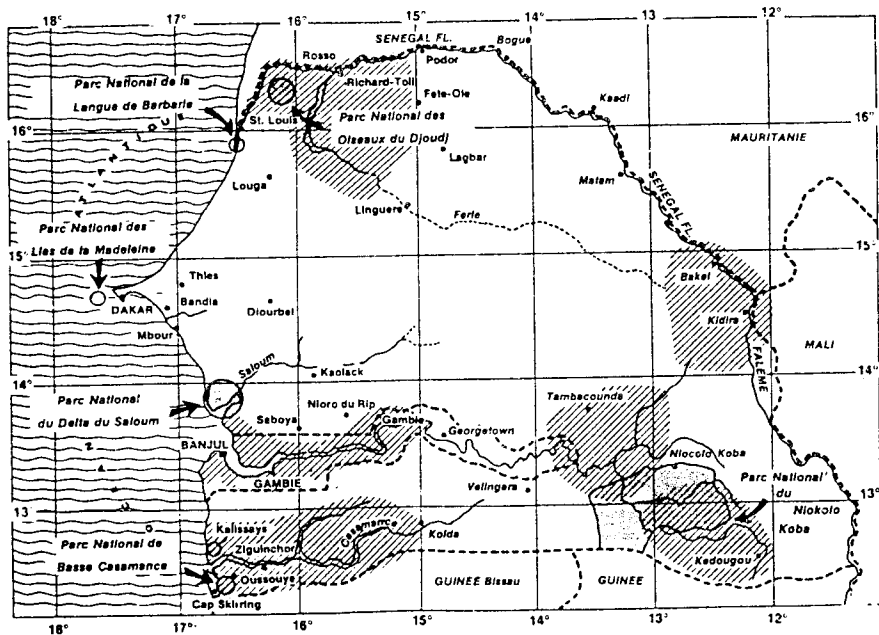 18° 17° 16° 15° 14° 13° 12°
SENEGAL FL.
Bogue
Rosso
Podor
Parc National de la
Langue de Barbarie
Richard-Toll
Fete-Ole
Kaedi
St. Louis
Parc National des
Oiseaux du Djoudj
16°
16°
MAURITANIE
ATLANTIQUE
Lagbar
Louga
Matam
SENEGAL FL.
Linguere
Ferlo
Parc National des
Lies de la Madeleine
15°
15°
Thies
Bakel
DAKAR
Bandia
Diourbel
Kidira
Mbour
MALI
FALEME
Saloum
Kaolack
14°
14°
Parc National
du Delta du Saloum
Tambacounda
Nioro du Rip
Saboya
Gambie
Georgetown
BANJUL
Niocolo Koba
GAMBIE
Velingera
Parc National
du
Niokolo
Koba
13°
13°
Kalissaye
Parc National de
Basse Casamance
Ziguinchor
Casamance
Kolda
Oussouye
Kedougou
GUINEE Bissau
GUINEE
Cap Skirring
18° 17° 16° 15° 14° 13° 12°